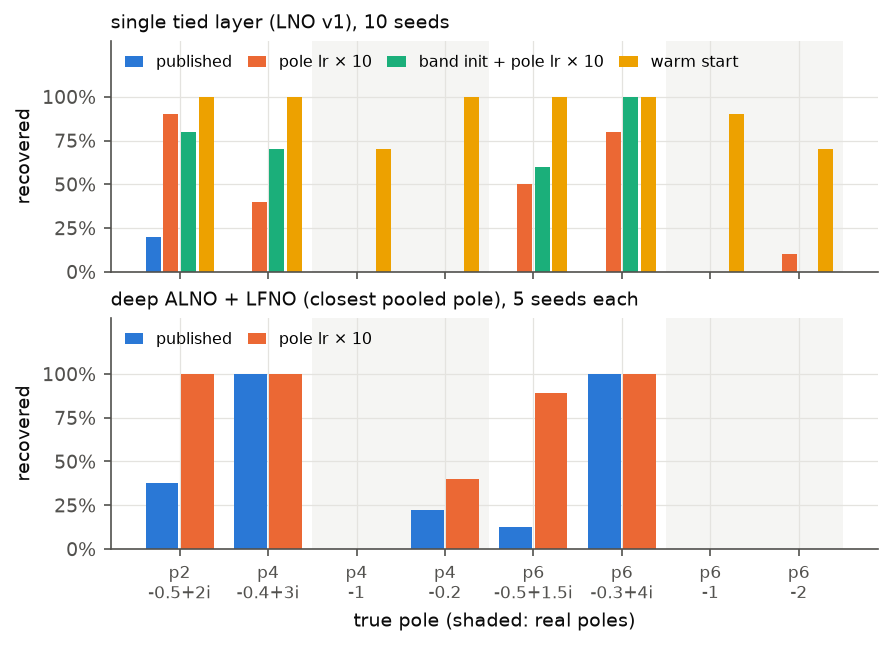 single tied layer (LNO v1), 10 seeds
published
pole lr × 10
band init + pole lr × 10
warm start
recovered
100%
75%
50%
25%
0%
deep ALNO + LFNO (closest pooled pole), 5 seeds each
published
pole lr × 10
recovered
100%
75%
50%
25%
0%
p2
-0.5+2i
p4
-0.4+3i
p4
-1
p4
-0.2
p6
-0.5+1.5i
p6
-0.3+4i
p6
-1
p6
-2
true pole (shaded: real poles)